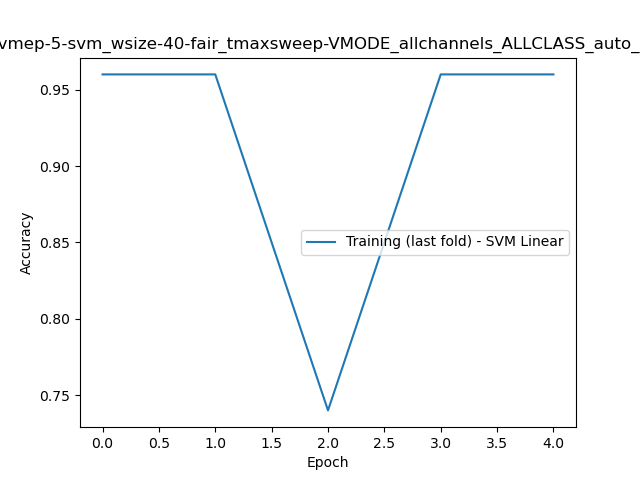 vmep-5-svm_wsize-40-fair_tmaxsweep-VMODE_allchannels_ALLCLASS_auto_
Accuracy
0.95
0.90
0.85
0.80
0.75
Training (last fold) - SVM Linear
0.0 0.5 1.0 1.5 2.0 2.5 3.0 3.5 4.0
Epoch